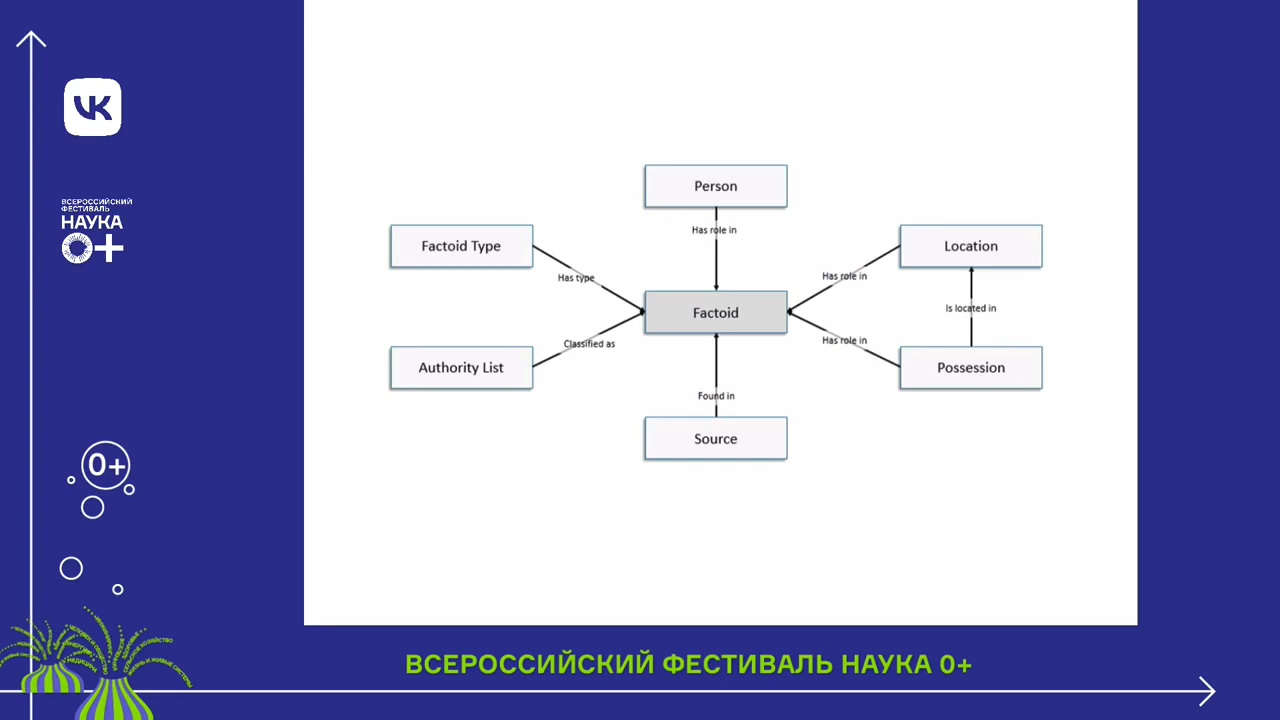 VK
ВСЕРОССИЙСКИЙ
ФЕСТИВАЛЬ
НАУКА
0+
Person
Has role in
Factoid Type
Location
Has type
Has role in
Factoid
Is located in
Classified as
Has role in
Authority List
Possession
Found in
Source
0+
ВСЕРОССИЙСКИЙ ФЕСТИВАЛЬ НАУКА 0+